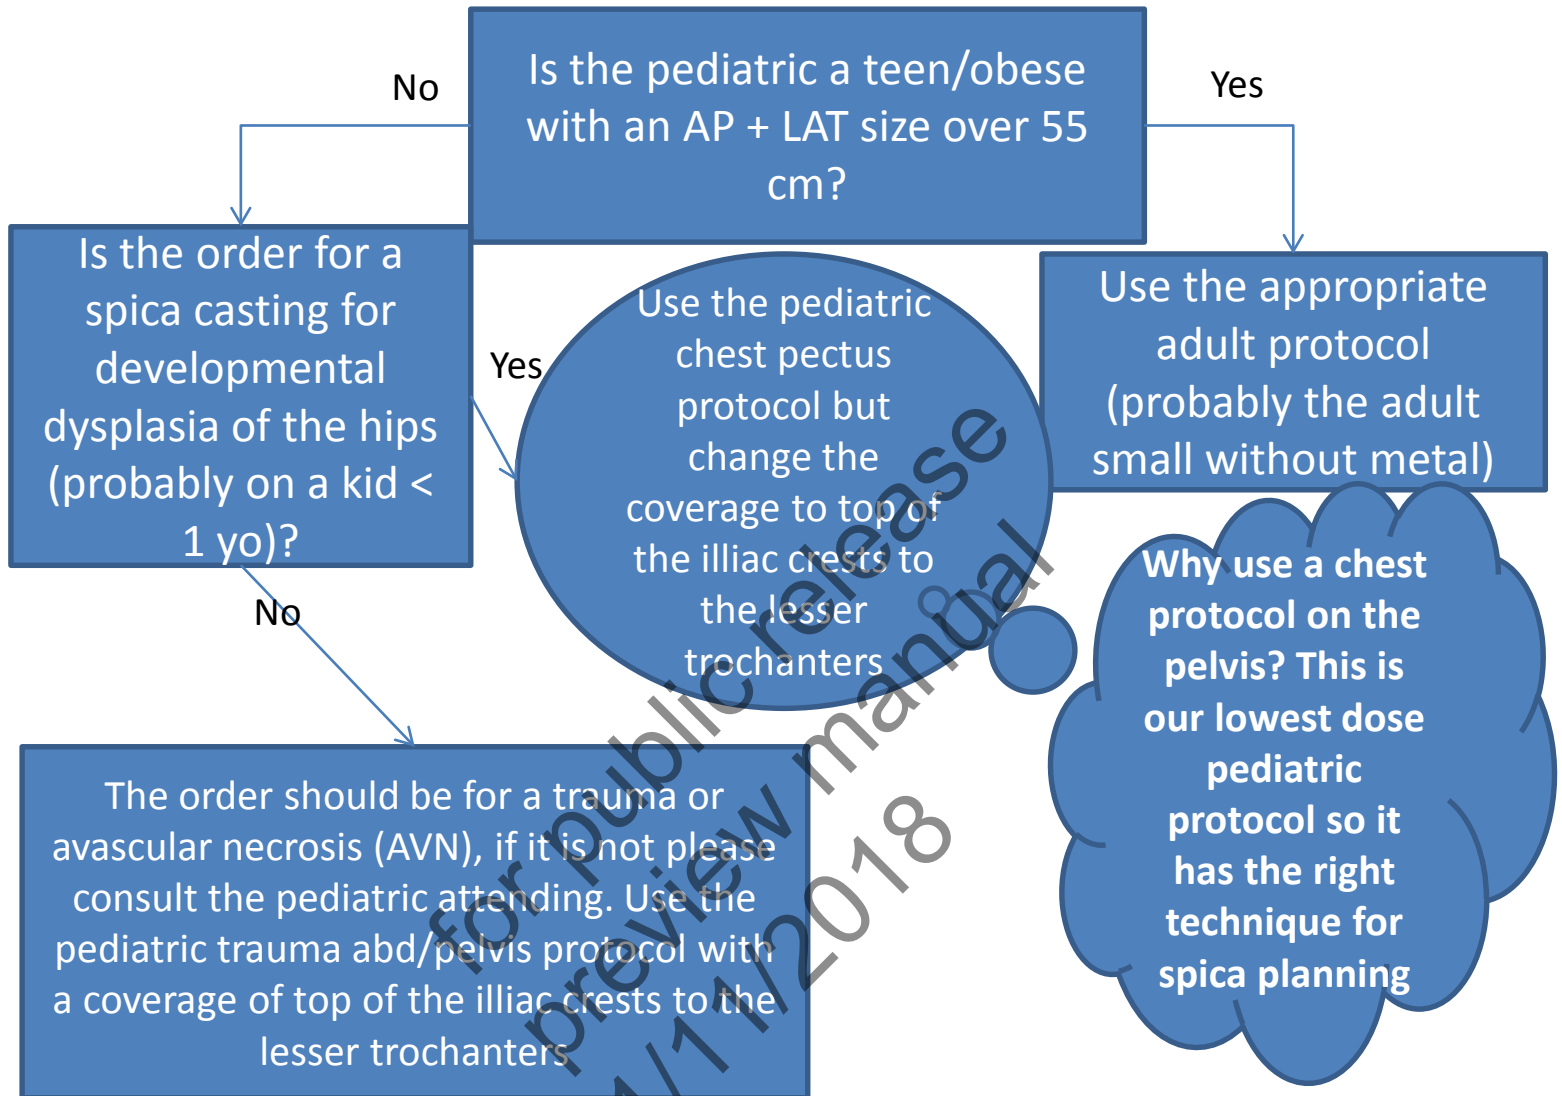 Is the pediatric a teen/obese
with an AP + LAT size over 55
cm?
No
Yes
Is the order for a
spica casting for
developmental
dysplasia of the hips
(probably on a kid <
1 yo)?
Yes
No
Use the pediatric
chest pectus
protocol but
change the
coverage to top of
the illiac crests to
the lesser
trochanters
Use the appropriate
adult protocol
(probably the adult
small without metal)
Why use a chest
protocol on the
pelvis? This is
our lowest dose
pediatric
protocol so it
has the right
technique for
spica planning
The order should be for a trauma or
avascular necrosis (AVN), if it is not please
consult the pediatric attending. Use the
pediatric trauma abd/pelvis protocol with
a coverage of top of the illiac crests to the
lesser trochanters
for public release
preview manual
/11/2018